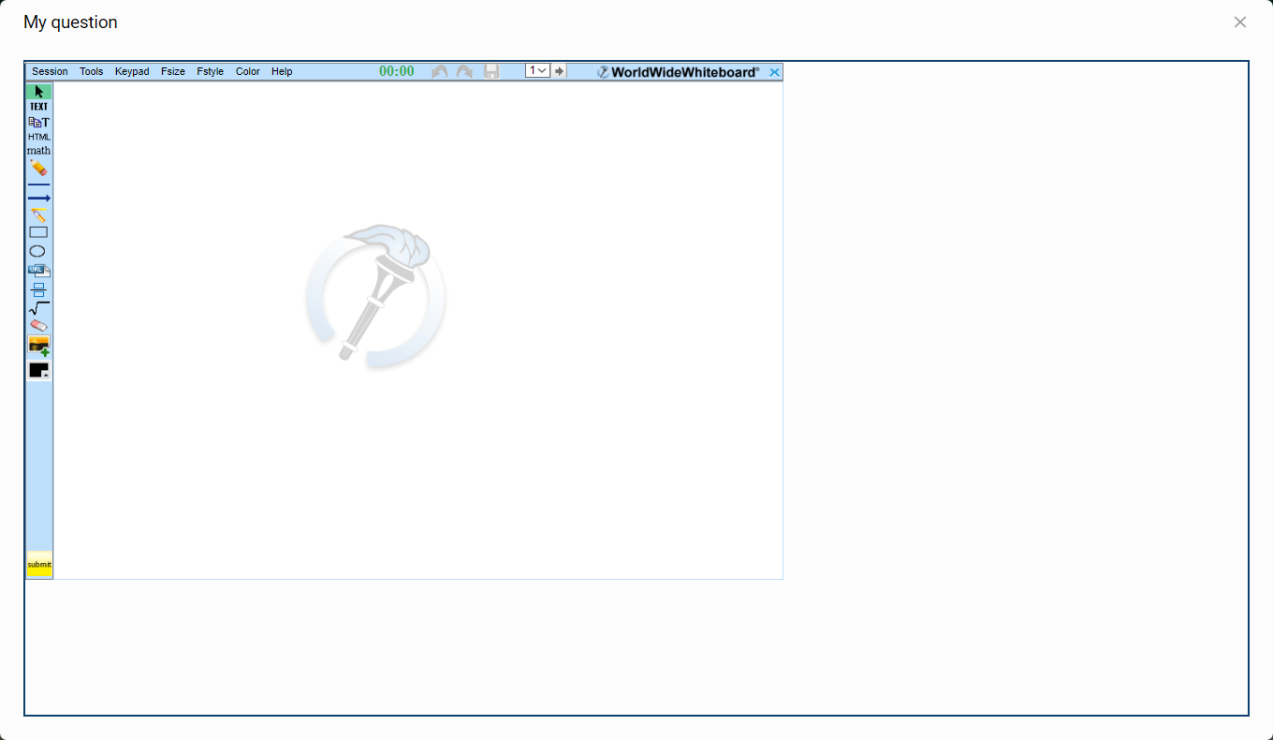 My question
Session Tools Keypad Fsize Fstyle Color Help 00:00 1 WorldWideWhiteboard®
TEXT
T
HTML
math
submit